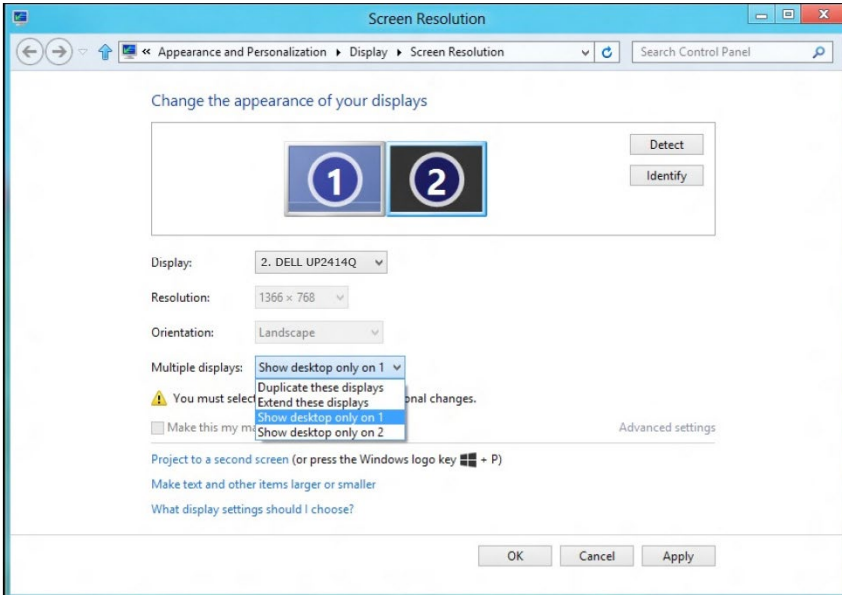 Screen Resolution
« Appearance and Personalization ▸ Display ▸ Screen Resolution
Search Control Panel
Change the appearance of your displays
1
2
Detect
Identify
Display: 2. DELL UP2414Q
Resolution: 1366 × 768
Orientation: Landscape
Multiple displays: Show desktop only on 1
Duplicate these displays
You must selec
Extend these displays
onal changes.
Show desktop only on 1
Make this my ma
Show desktop only on 2
Advanced settings
Project to a second screen (or press the Windows logo key + P)
Make text and other items larger or smaller
What display settings should I choose?
OK
Cancel
Apply